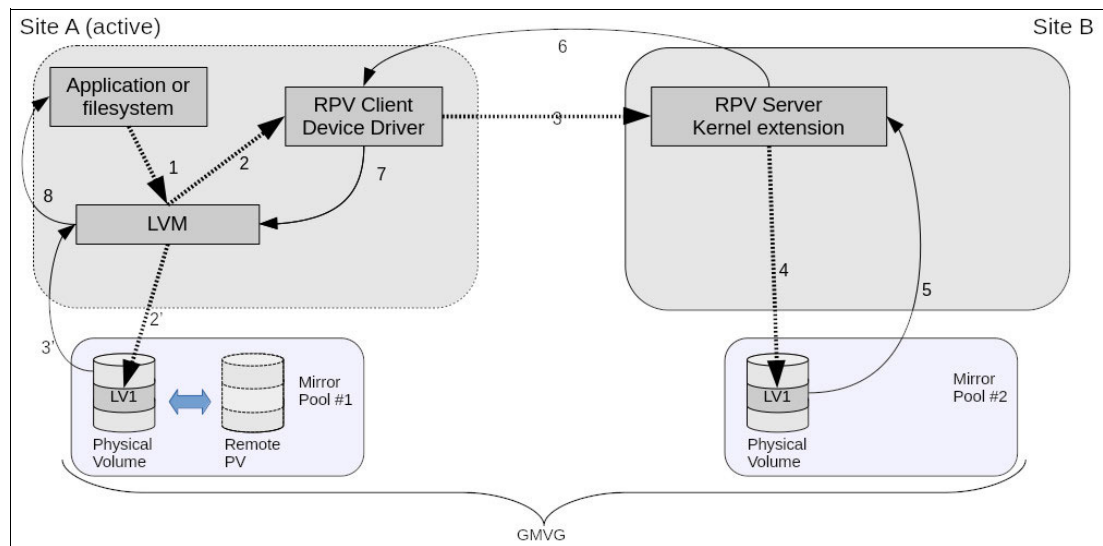 Site A (active)
Site B
6
Application or
filesystem
RPV Client
Device Driver
3
RPV Server
Kernel extension
1
2
7
8
LVM
4
5
2'
3'
LV1
Mirror
Pool #1
LV1
Mirror
Pool #2
Physical
Volume
Remote
PV
Physical
Volume
GMVG